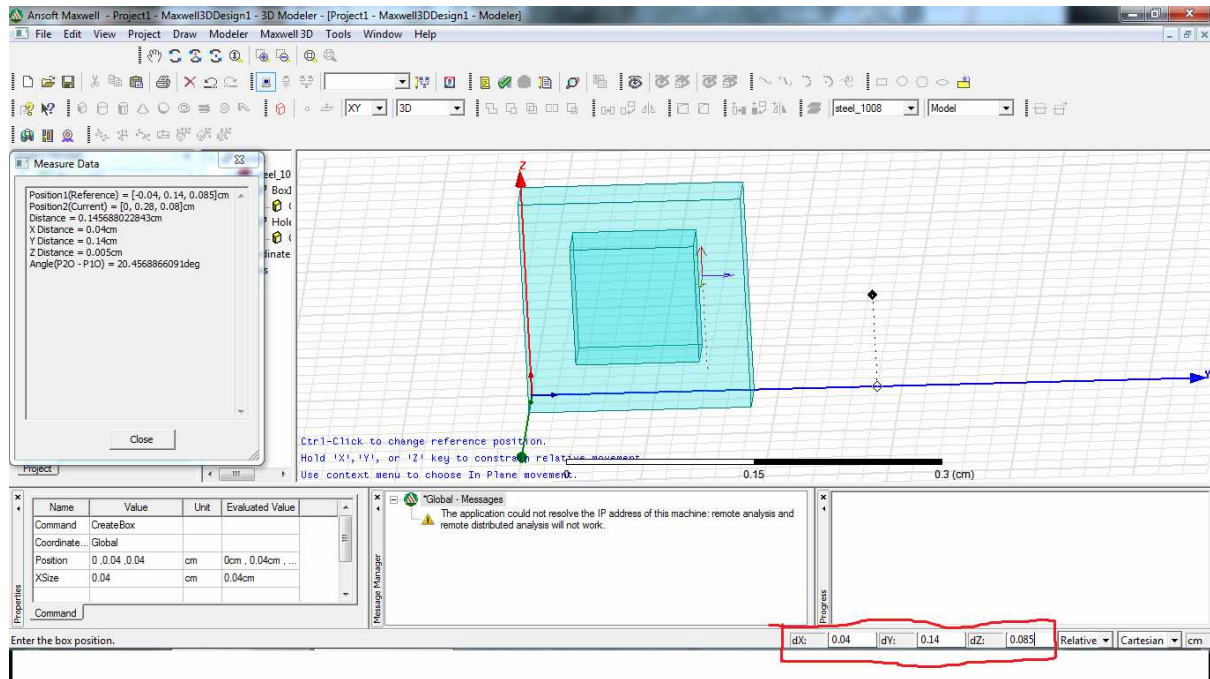 Ansoft Maxwell - Project1 - Maxwell3DDesign1 - 3D Modeler - [Project1 - Maxwell3DDesign1 - Modeler]
File Edit View Project Draw Modeler Maxwell 3D Tools Window Help
XY 3D steel_1008 Model
Measure Data
Position1(Reference) = [-0.04, 0.14, 0.085]cm
Position2(Current) = [0, 0.28, 0.08]cm
Distance = 0.145688022843cm
X Distance = 0.04cm
Y Distance = 0.14cm
Z Distance = 0.005cm
Angle(P2O - P1O) = 20.4568866091deg
Close
eel_10
Box1
Hole
dinate
s
Z
Y
Ctrl-Click to change reference position.
Hold 'X','Y', or 'Z' key to constrain relative movement
Use context menu to choose In Plane movement.
0 0.15 0.3 (cm)
Project
Name Value Unit Evaluated Value
Command CreateBox
Coordinate... Global
Position 0 ,0.04 ,0.04 cm 0cm , 0.04cm , ...
XSize 0.04 cm 0.04cm
Command
Properties
*Global - Messages
The application could not resolve the IP address of this machine: remote analysis and
remote distributed analysis will not work.
Message Manager
Progress
Enter the box position.
dX: 0.04 dY: 0.14 dZ: 0.085 Relative Cartesian cm